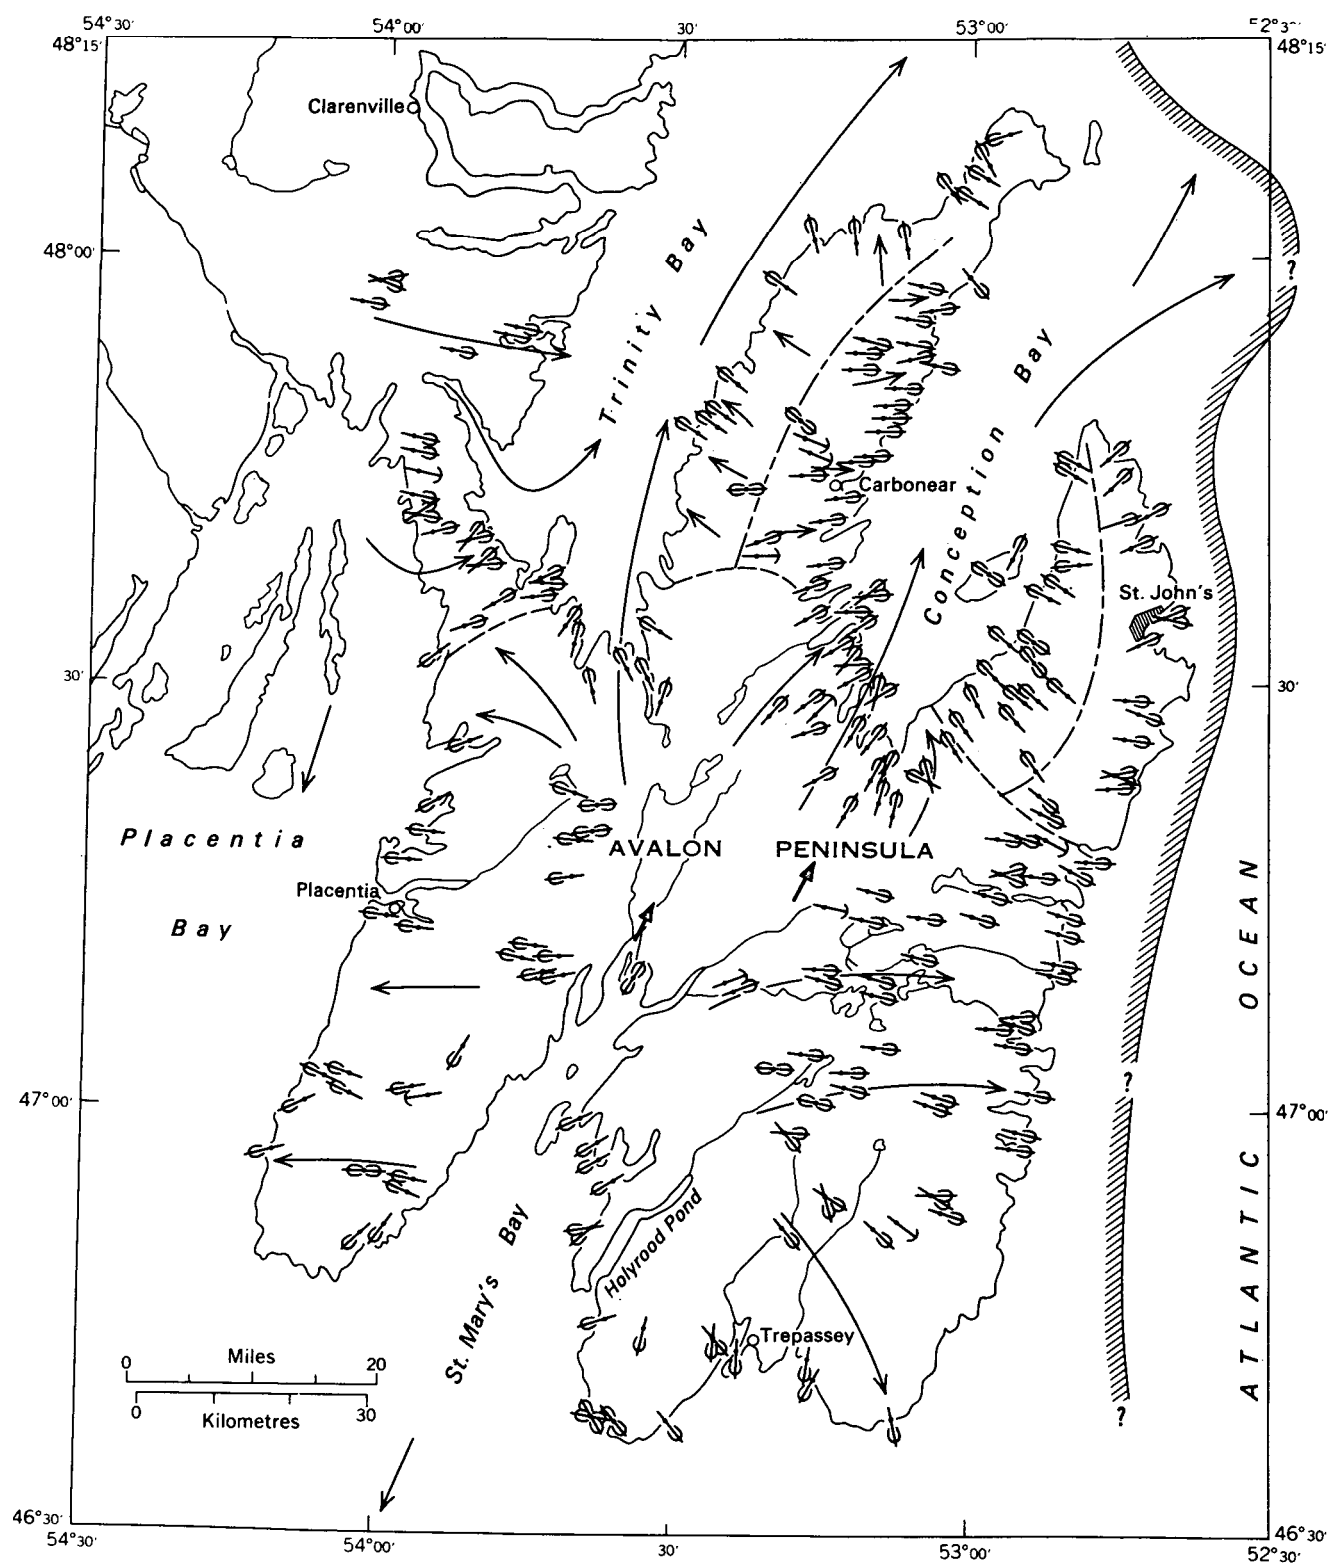 54°30′
54°00′
30′
53°00′
52°3
48°15′
48°15′
Clarenville
48°00′
?
Trinity Bay
Conception Bay
Carbonear
St. John's
30′
30′
Placentia
Bay
AVALON PENINSULA
Placentia
ATLANTIC OCEAN
47°00′
?
47°00′
Holyrood Pond
St. Mary's Bay
Trepassey
0 Miles 20
0 Kilometres 30
?
46°30′
46°30′
54°30′
54°00′
30′
53°00′
52°30′